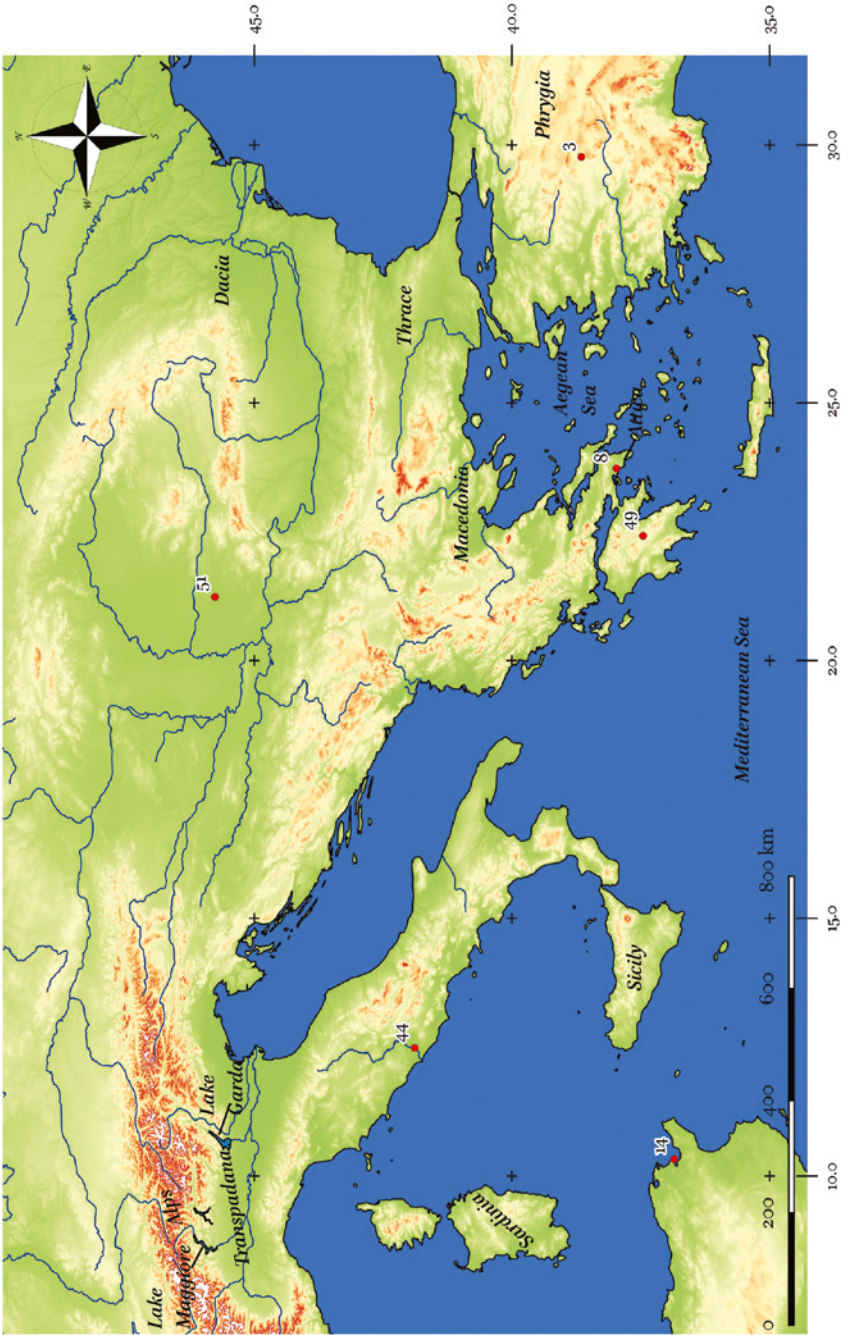 N
W
E
S
Lake
Maggiore
Alps
Lake
Garda
Transpadana
51
Dacia
45.0
44
Thrace
Macedonia
Phrygia
40.0
Sardinia
Aegean
Sea
3
8
Attica
49
Sicily
14
Mediterranean Sea
35.0
0
200
400
600
800 km
10.0
15.0
20.0
25.0
30.0